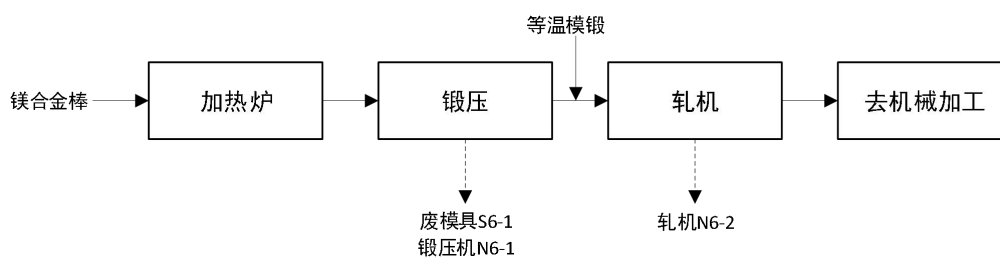 等温模锻
镁合金棒
加热炉
锻压
轧机
去机械加工
废模具S6-1
锻压机N6-1
轧机N6-2